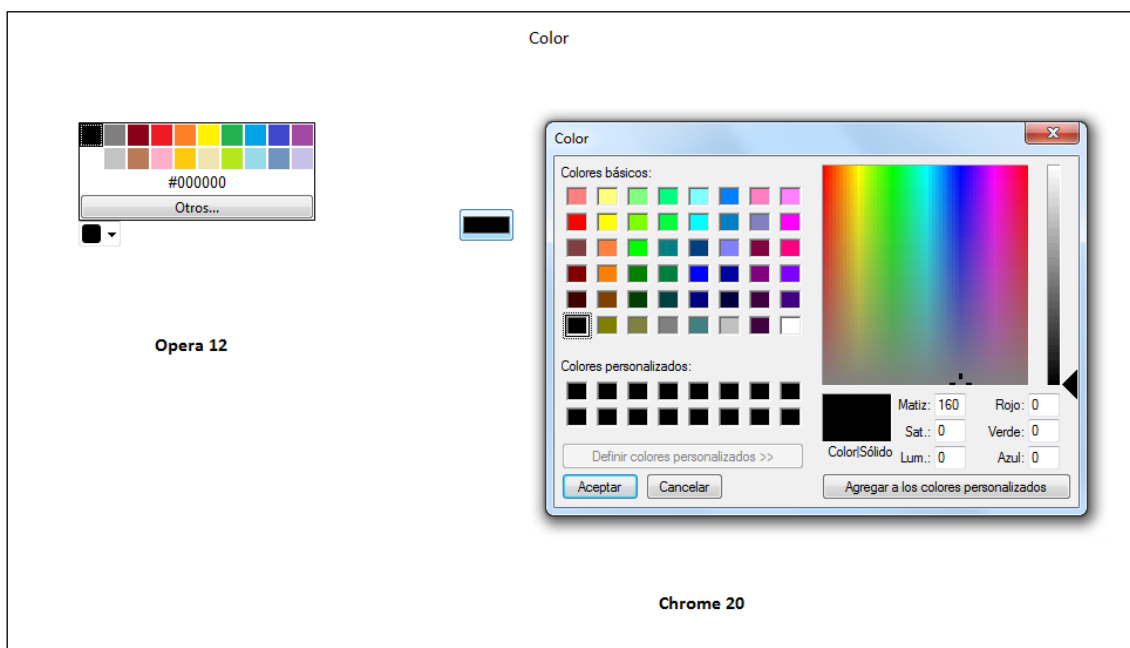 Color
#000000
Otros...
Opera 12
Color
Colores básicos:
Colores personalizados:
Definir colores personalizados >>
Aceptar Cancelar
Matiz: 160 Rojo: 0
Sat.: 0 Verde: 0
Color|Sólido Lum.: 0 Azul: 0
Agregar a los colores personalizados
Chrome 20